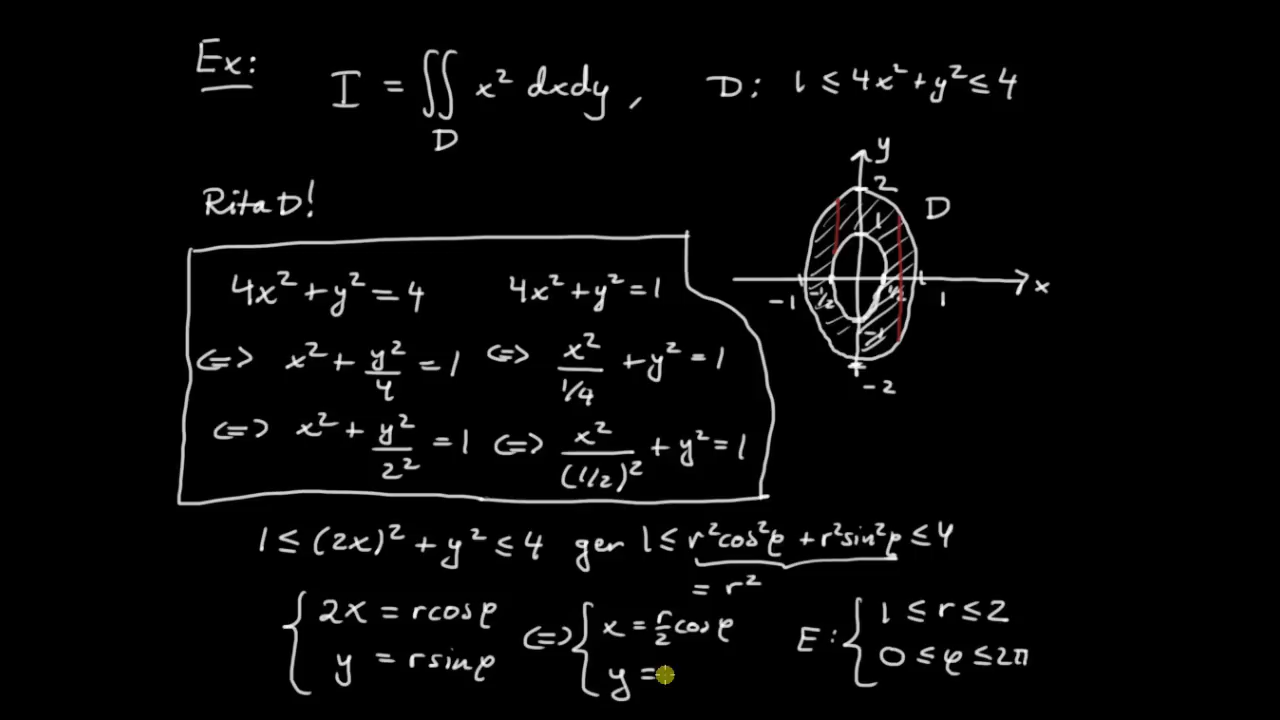 Ex: I = ∬_D x² dxdy, D: 1 ≤ 4x² + y² ≤ 4
Rita D!
y
2
1
D
-1 -1/2 1/2 1 x
-1
-2
4x² + y² = 4 4x² + y² = 1
⇔ x² + y²/4 = 1 ⇔ x²/(1/4) + y² = 1
⇔ x² + y²/2² = 1 ⇔ x²/(1/2)² + y² = 1
1 ≤ (2x)² + y² ≤ 4 ger 1 ≤ r²cos²φ + r²sin²φ ≤ 4
= r²
{ 2x = r cos φ ⇔ { x = r/2 cos φ E: { 1 ≤ r ≤ 2
y = r sin φ y = 0 ≤ φ ≤ 2π